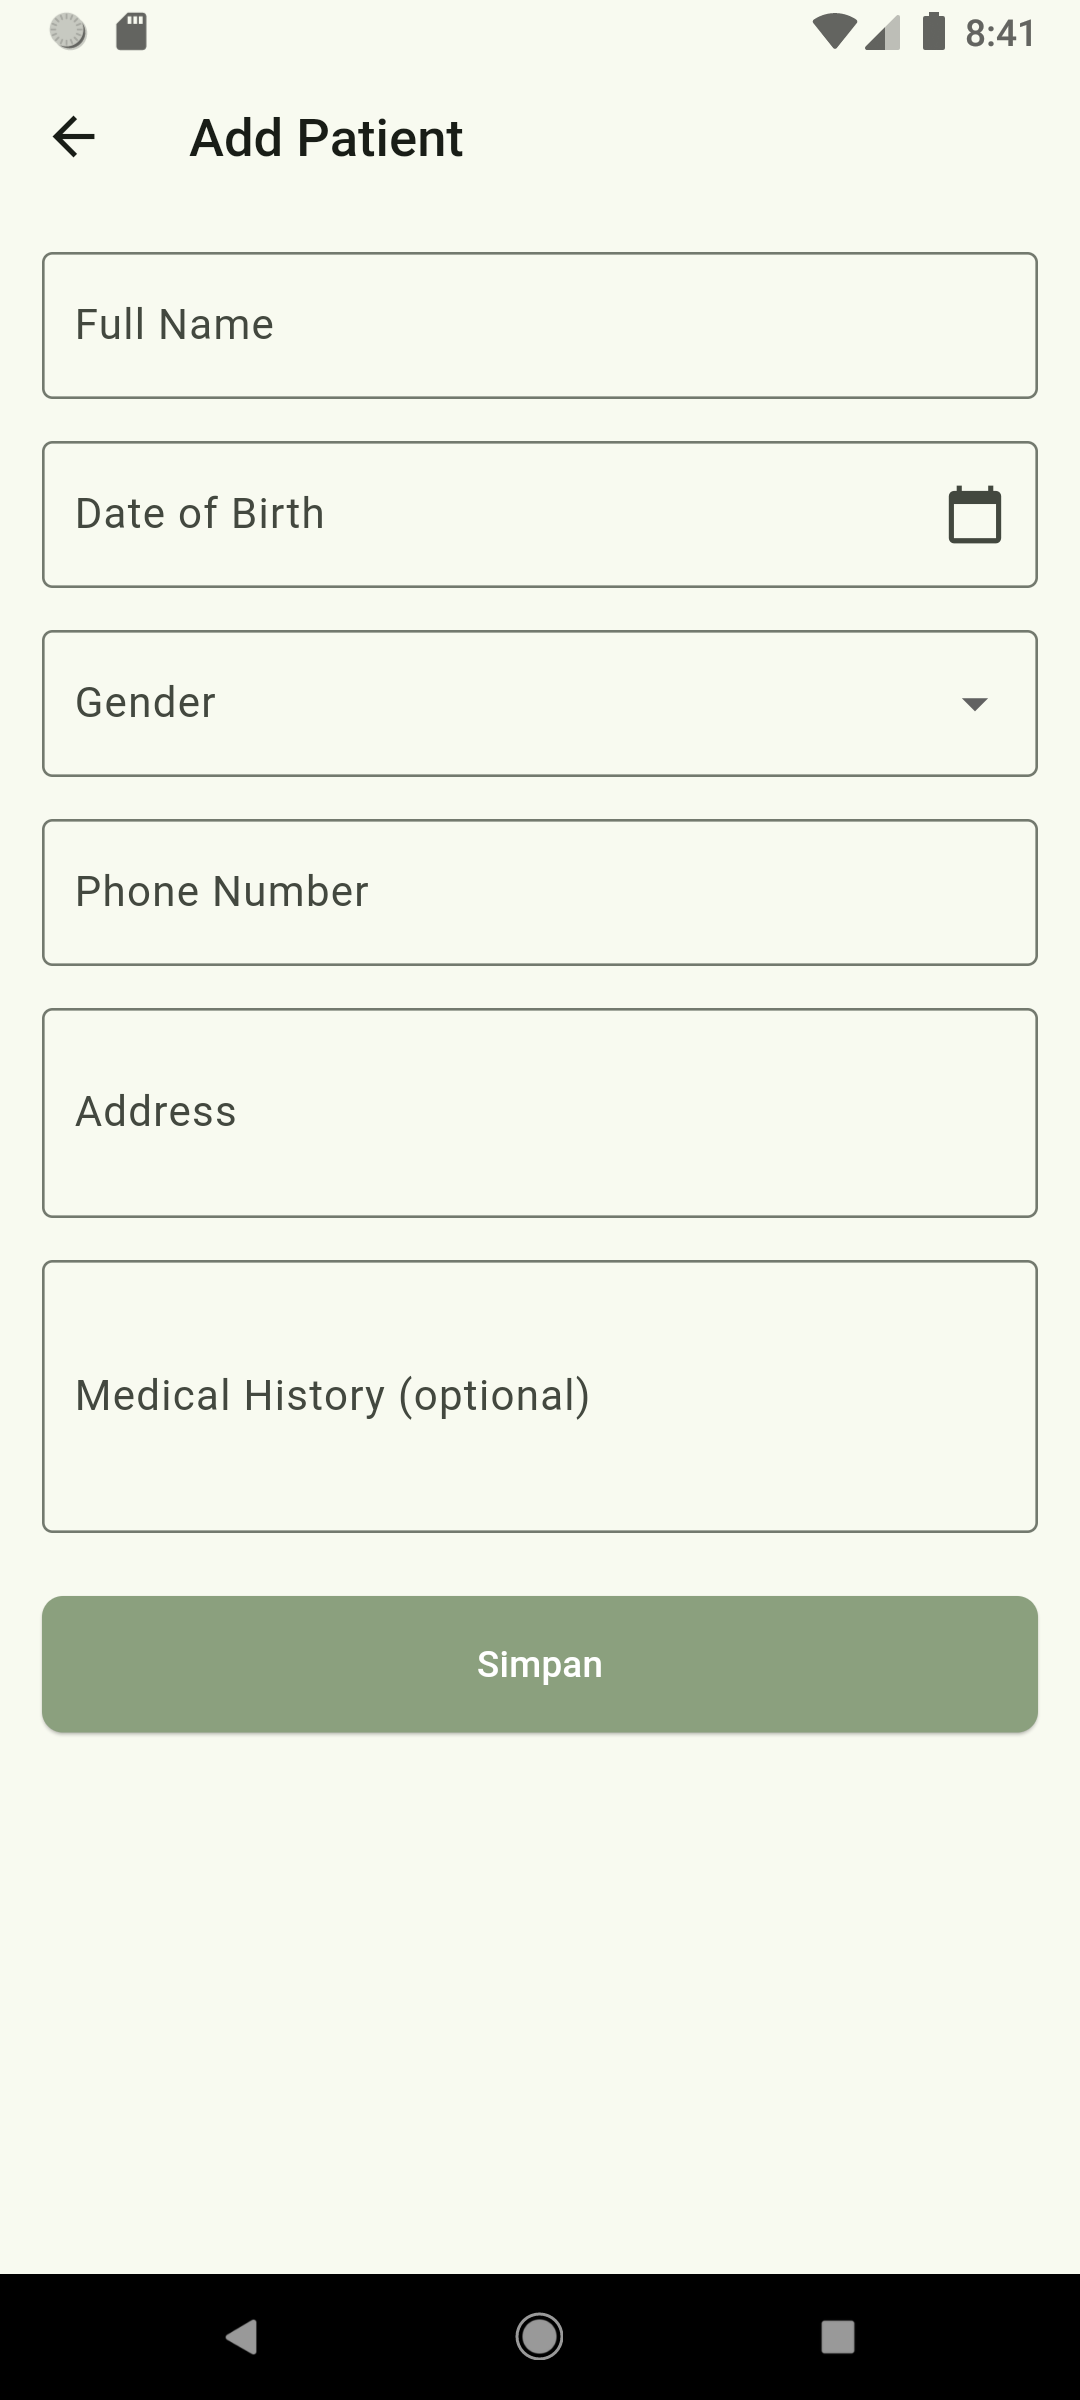 8:41
Add Patient
Full Name
Date of Birth
Gender
Phone Number
Address
Medical History (optional)
Simpan